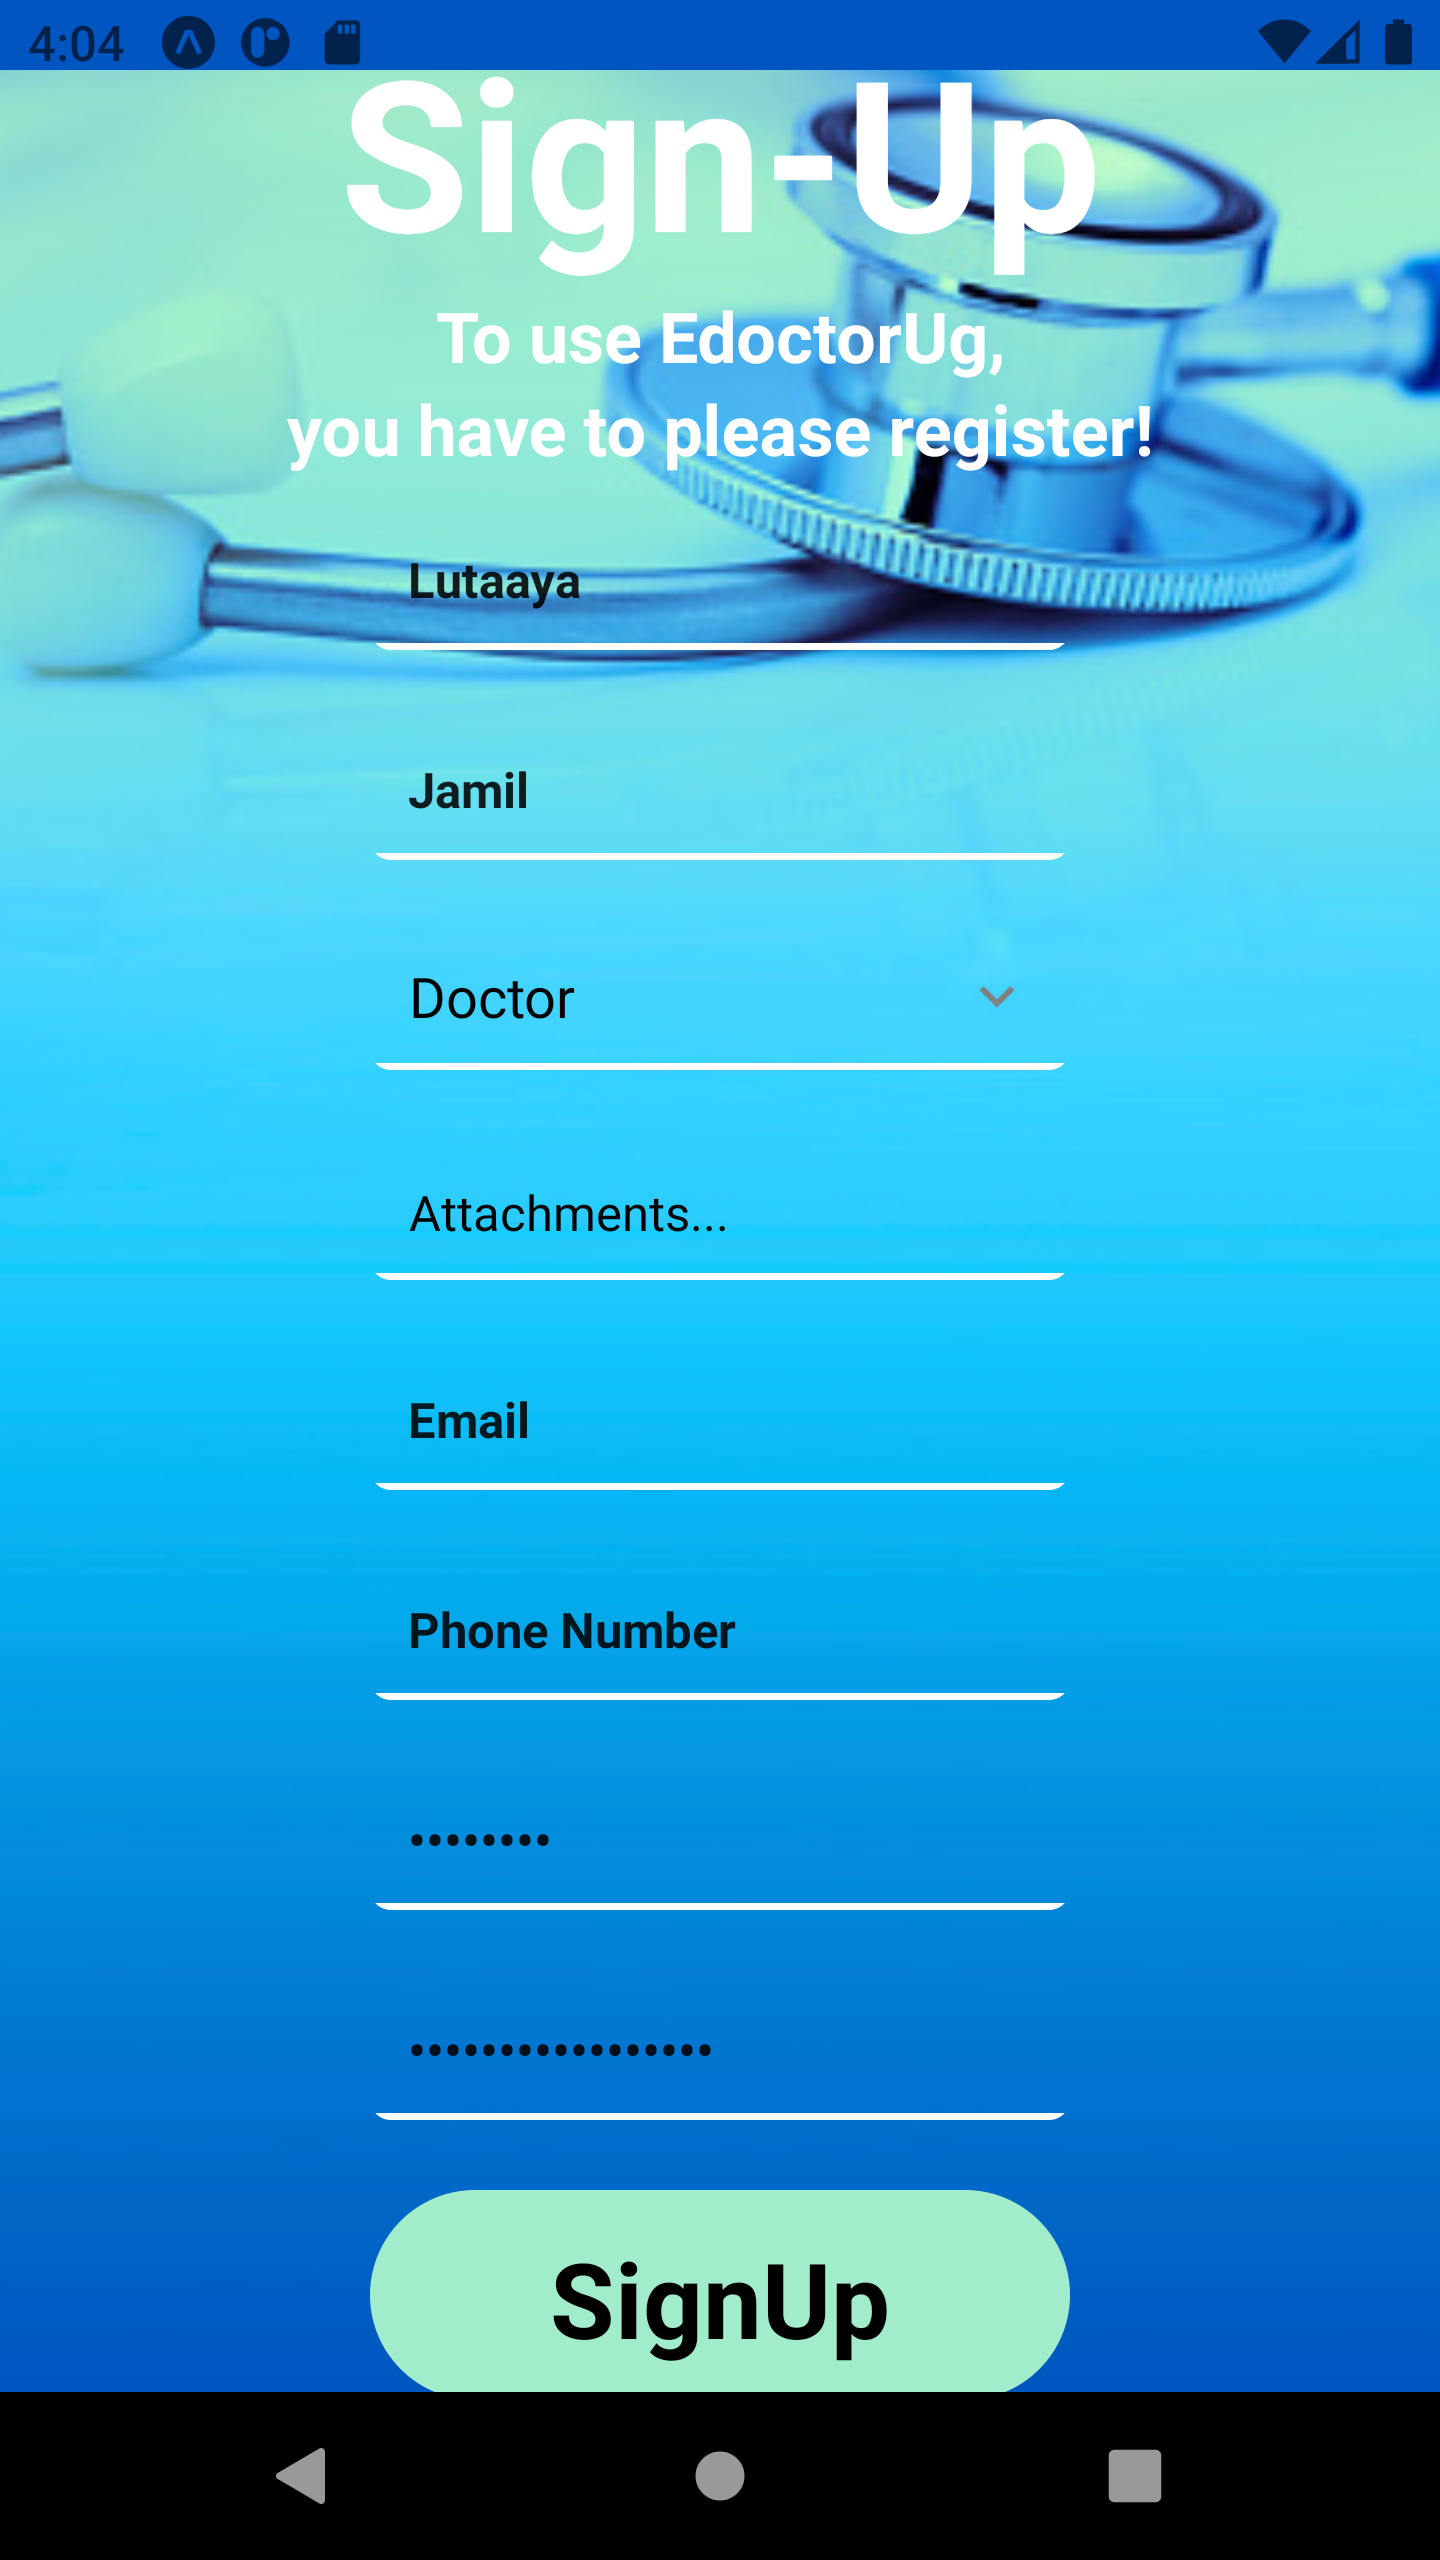 4:04
Sign-Up
To use EdoctorUg,
you have to please register!
Lutaaya
Jamil
Doctor
Attachments...
Email
Phone Number
••••••••
•••••••••••••••••
SignUp